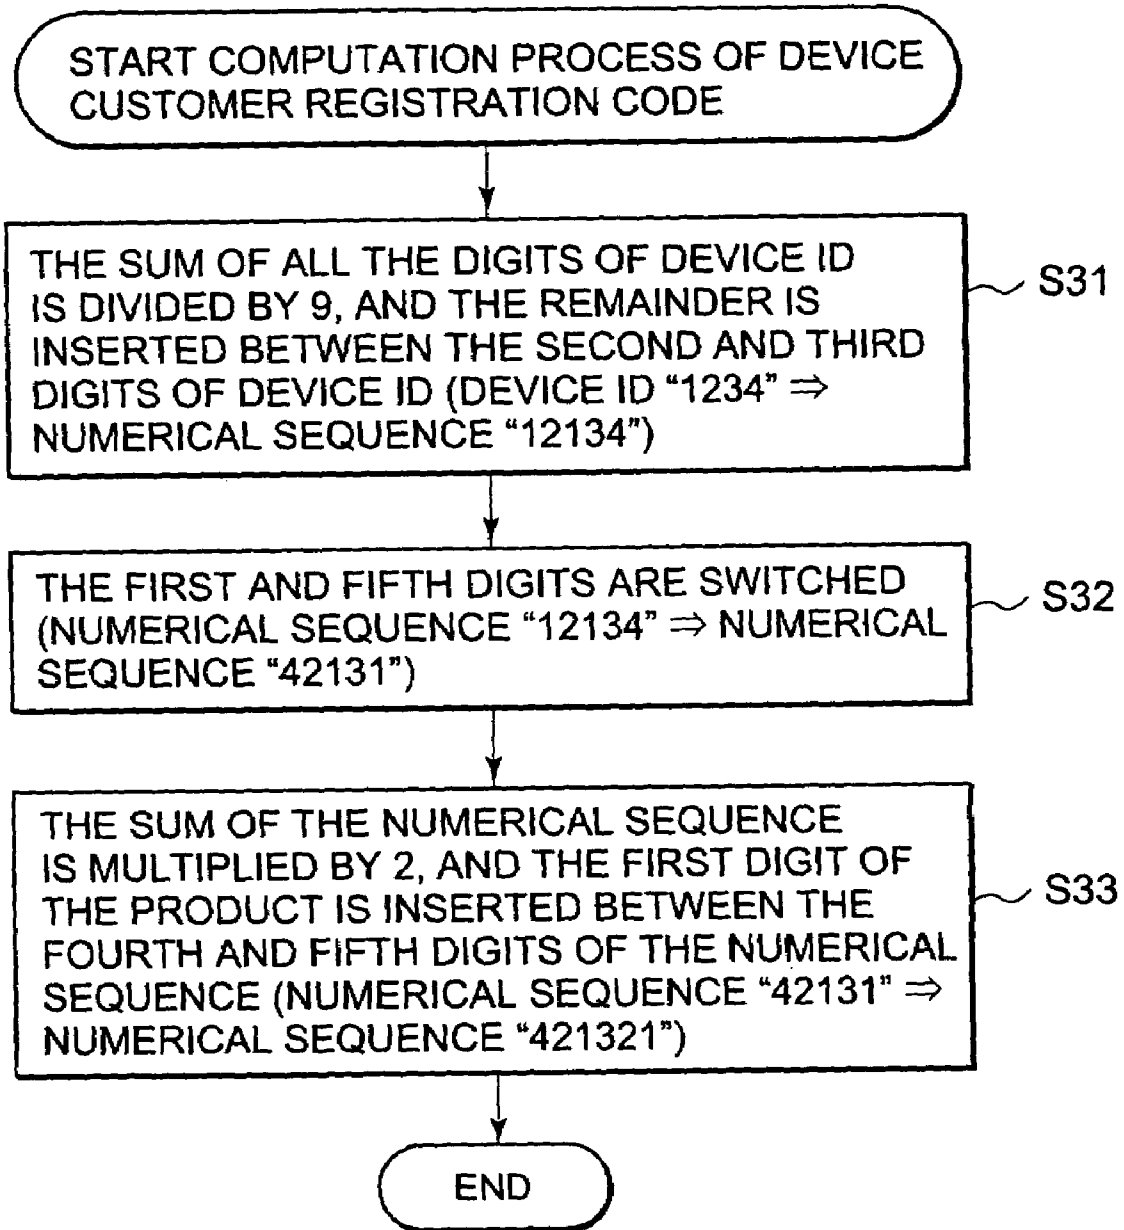 START COMPUTATION PROCESS OF DEVICE
CUSTOMER REGISTRATION CODE
THE SUM OF ALL THE DIGITS OF DEVICE ID
IS DIVIDED BY 9, AND THE REMAINDER IS
INSERTED BETWEEN THE SECOND AND THIRD
DIGITS OF DEVICE ID (DEVICE ID “1234” ⇒
NUMERICAL SEQUENCE “12134”)
S31
THE FIRST AND FIFTH DIGITS ARE SWITCHED
(NUMERICAL SEQUENCE “12134” ⇒ NUMERICAL
SEQUENCE “42131”)
S32
THE SUM OF THE NUMERICAL SEQUENCE
IS MULTIPLIED BY 2, AND THE FIRST DIGIT OF
THE PRODUCT IS INSERTED BETWEEN THE
FOURTH AND FIFTH DIGITS OF THE NUMERICAL
SEQUENCE (NUMERICAL SEQUENCE “42131” ⇒
NUMERICAL SEQUENCE “421321”)
S33
END